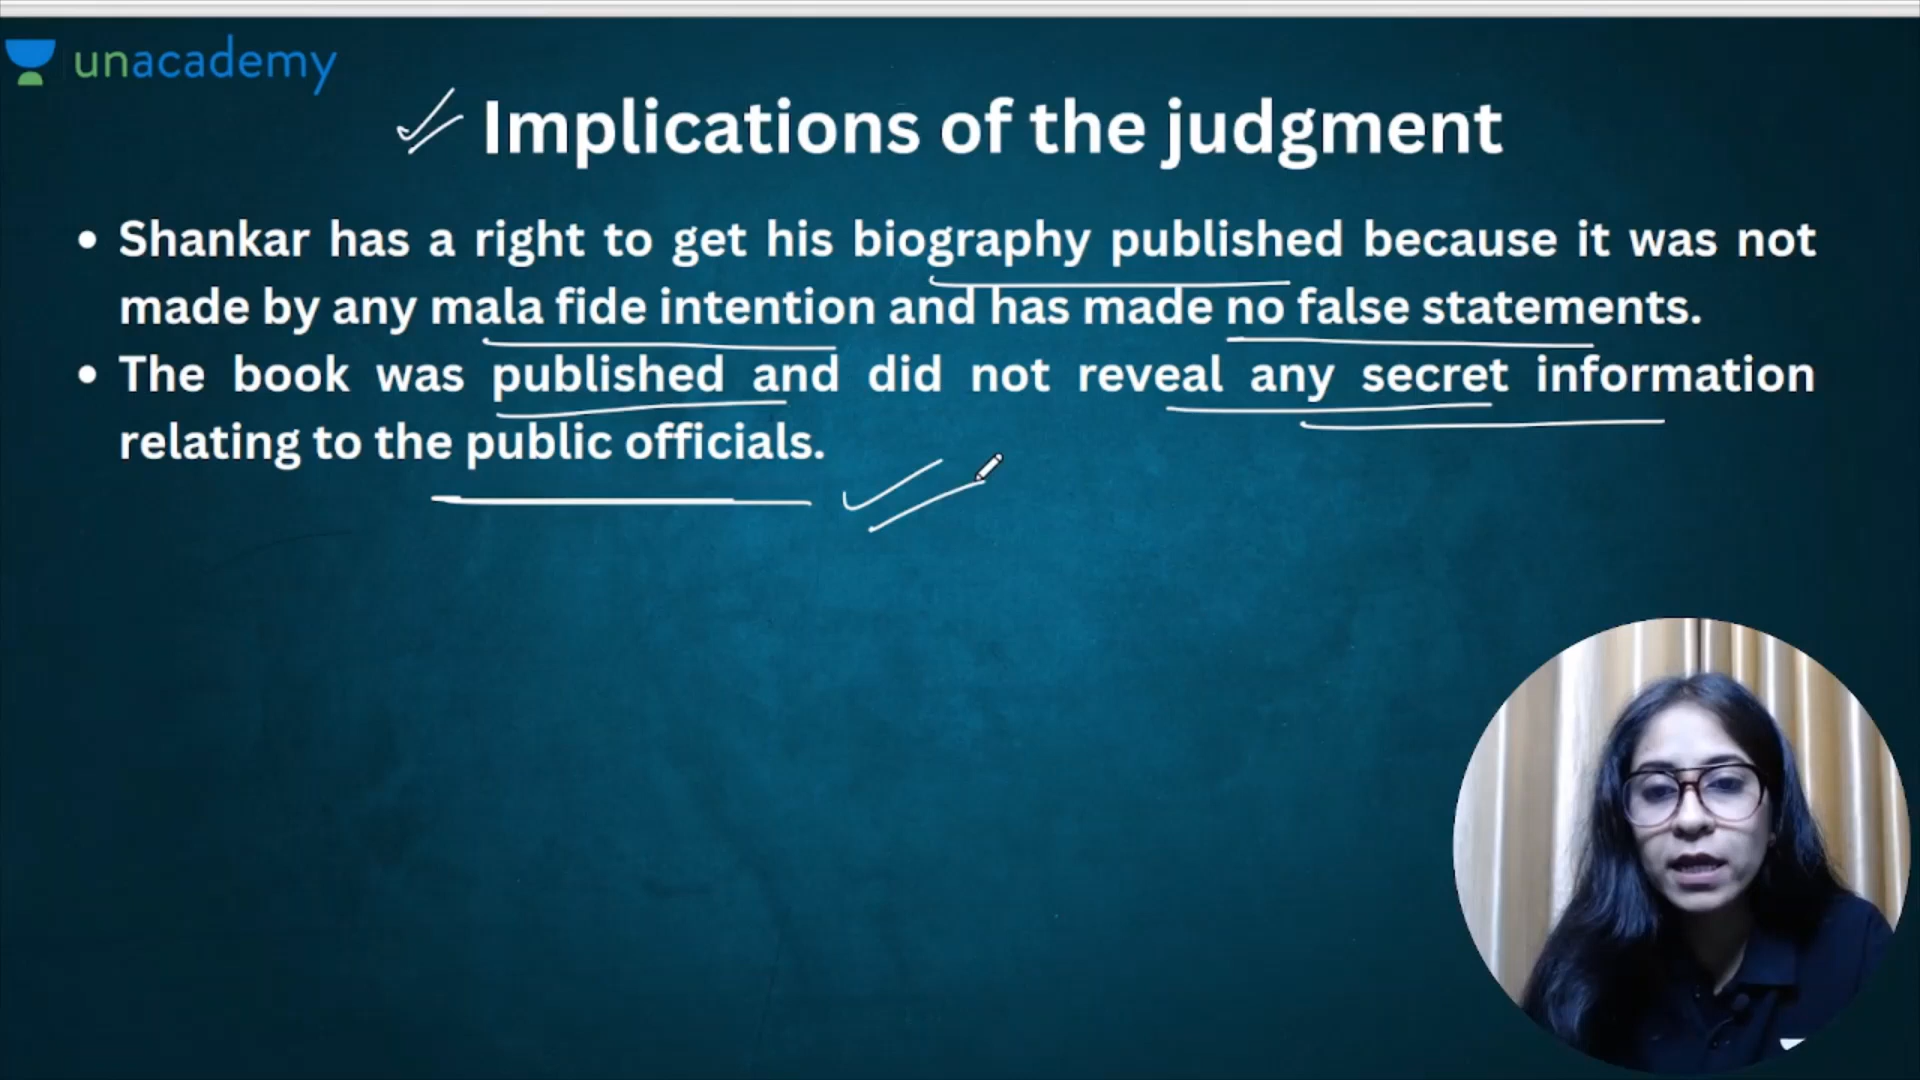 unacademy
Implications of the judgment
• Shankar has a right to get his biography published because it was not
made by any mala fide intention and has made no false statements.
• The book was published and did not reveal any secret information
relating to the public officials.